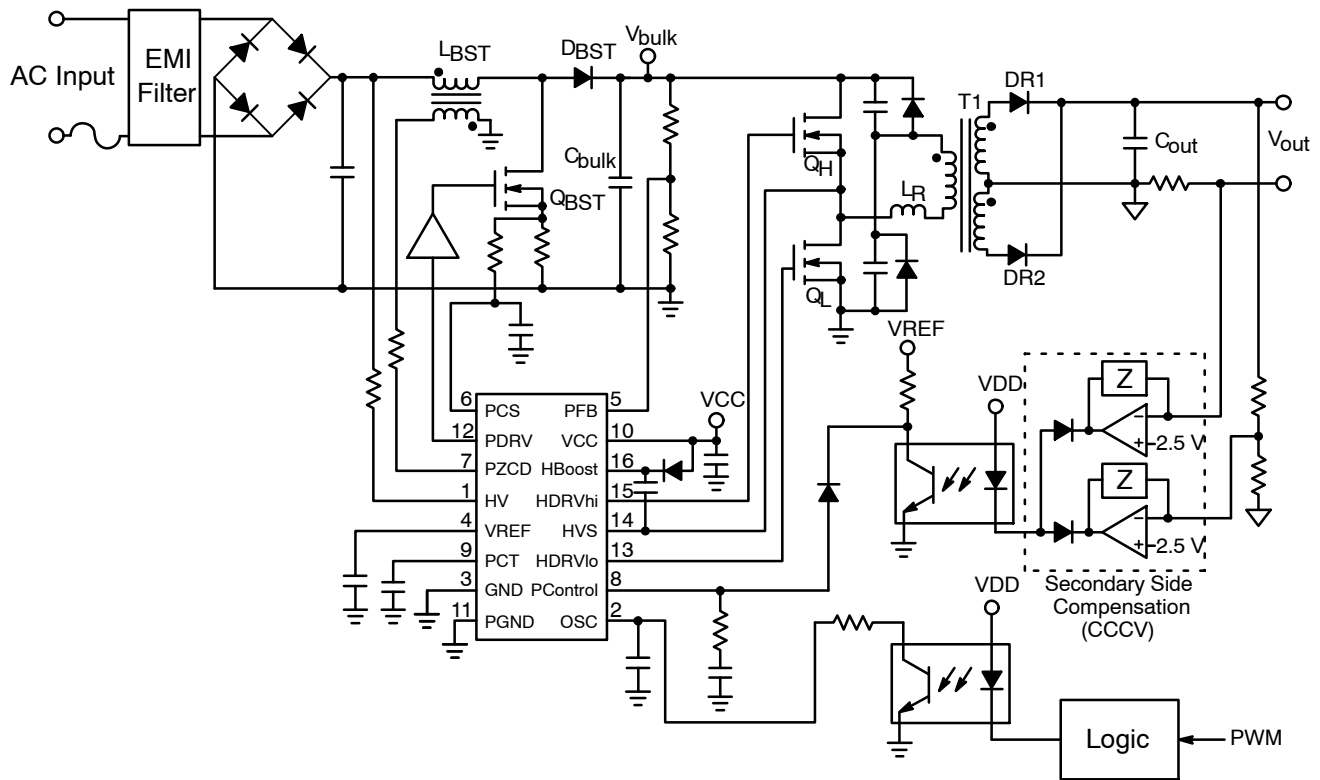 AC Input
EMI
Filter
LBST
DBST
Vbulk
Cbulk
QBST
QH
QL
LR
T1
DR1
DR2
Cout
Vout
VREF
VDD
Z
−
+
2.5 V
Z
−
+
2.5 V
Secondary Side
Compensation
(CCCV)
VCC
6 PCS PFB 5
12 PDRV VCC 10
7 PZCD HBoost 16
1 HV HDRVhi 15
4 VREF HVS 14
9 PCT HDRVlo 13
3 GND PControl 8
11 PGND OSC 2
VDD
Logic
PWM